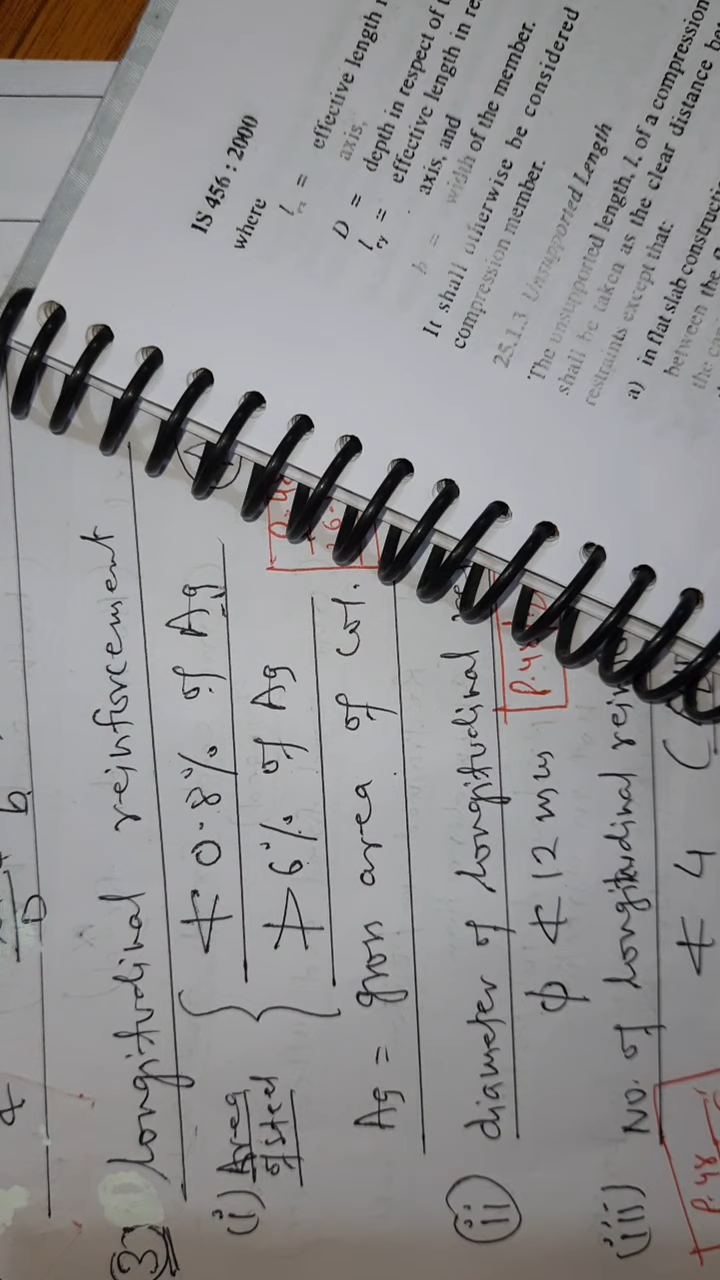 IS 456 : 2000
where
l_ex = effective length
axis,
D = depth in respect of
l_ey = effective length in re
axis, and
b = width of the member.
It shall otherwise be considered
compression member.
25.1.3 Unsupported Length
The unsupported length, l, of a compression
shall be taken as the clear distance be
restraints except that:
a) in flat slab constructi
between the
b
D
③ Longitudinal reinforcement
(i) Area of steel { ≮ 0.8% of Ag
≯ 6% of Ag
Ag = gross area of col.
(ii) diameter of longitudinal
P.48
φ ≮ 12 mm
(iii) No. of longitudinal rein
≮ 4 (
P.48